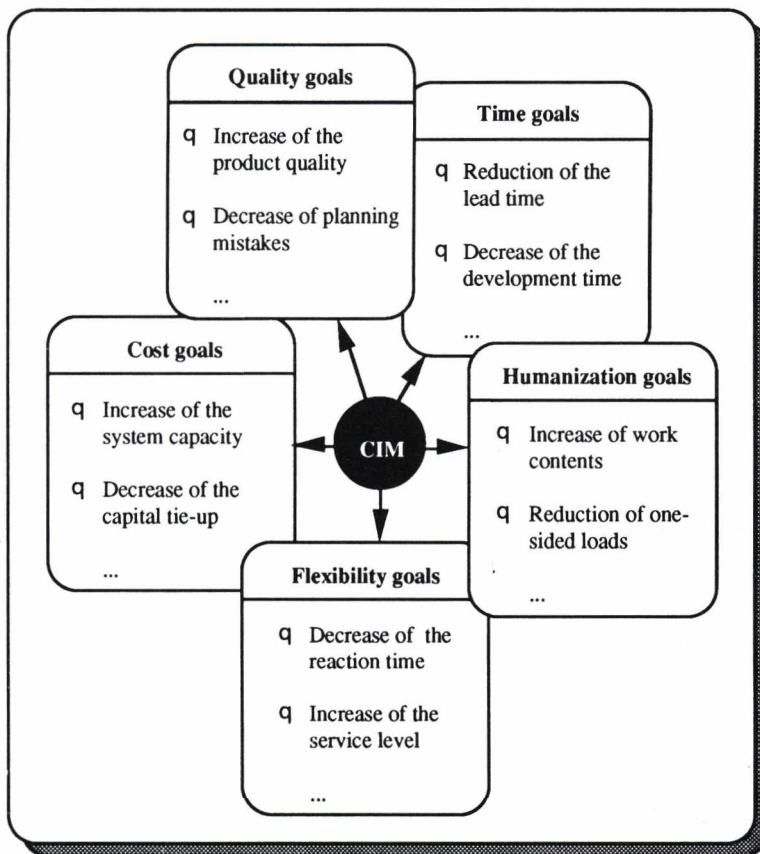 Quality goals
q Increase of the
product quality
q Decrease of planning
mistakes
...
Time goals
q Reduction of the
lead time
q Decrease of the
development time
...
Cost goals
q Increase of the
system capacity
q Decrease of the
capital tie-up
...
CIM
Humanization goals
q Increase of work
contents
q Reduction of one-
sided loads
...
Flexibility goals
q Decrease of the
reaction time
q Increase of the
service level
...